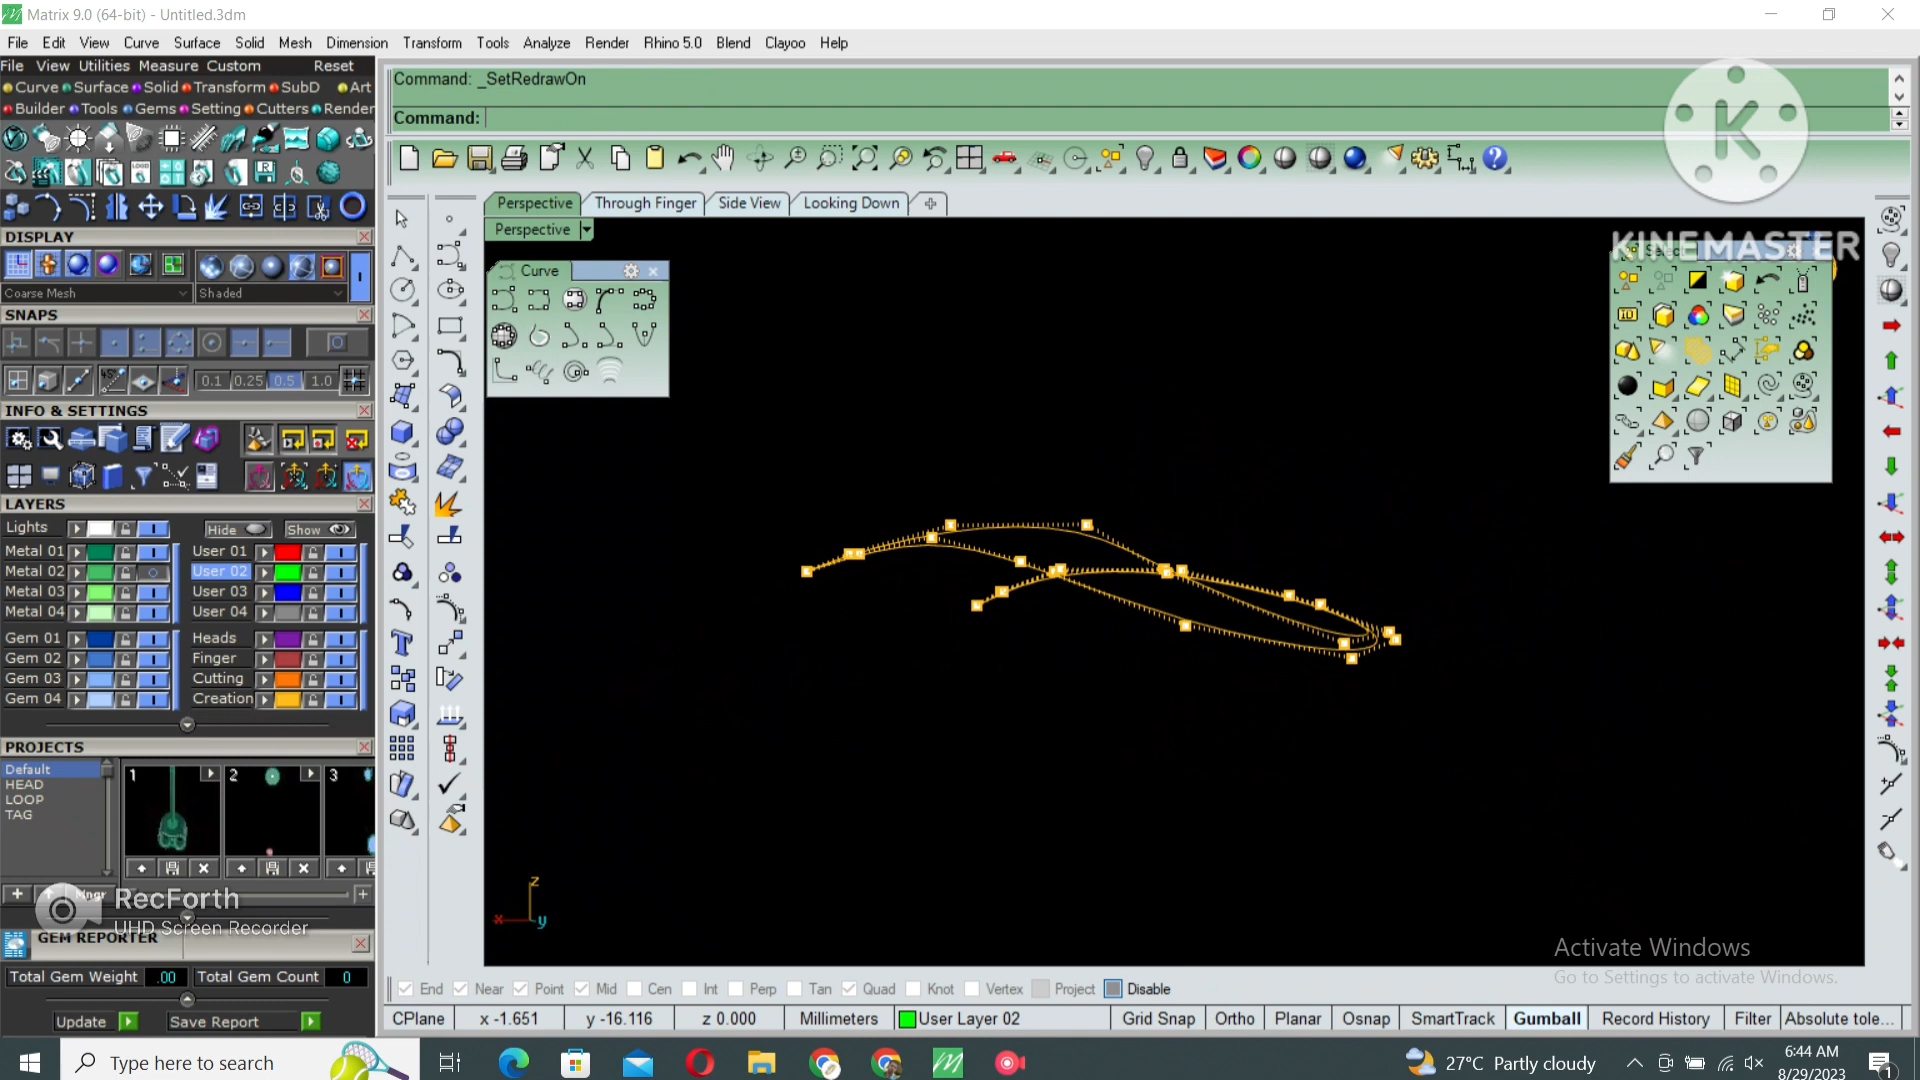 Matrix 9.0 (64-bit) - Untitled.3dm
File Edit View Curve Surface Solid Mesh Dimension Transform Tools Analyze Render Rhino 5.0 Blend Clayoo Help
File View Utilities Measure Custom Reset
Curve Surface Solid Transform SubD Art
Builder Tools Gems Setting Cutters Render
Command: _SetRedrawOn
Command:
K
Perspective Through Finger Side View Looking Down
Perspective
KINEMASTER
Curve
DISPLAY
Coarse Mesh Shaded
SNAPS
0.1 0.25 0.5 1.0
INFO & SETTINGS
LAYERS
Lights Hide Show
Metal 01 User 01
Metal 02 User 02
Metal 03 User 03
Metal 04 User 04
Gem 01 Heads
Gem 02 Finger
Gem 03 Cutting
Gem 04 Creation
PROJECTS
Default
HEAD
LOOP
TAG
1 2 3
Mngr
RecForth
UHD Screen Recorder
GEM REPORTER
Total Gem Weight .00 Total Gem Count 0
Update Save Report
z
x y
Activate Windows
Go to Settings to activate Windows.
End Near Point Mid Cen Int Perp Tan Quad Knot Vertex Project Disable
CPlane x -1.651 y -16.116 z 0.000 Millimeters User Layer 02 Grid Snap Ortho Planar Osnap SmartTrack Gumball Record History Filter Absolute tole...
Type here to search
27°C Partly cloudy
6:44 AM
8/29/2023
1